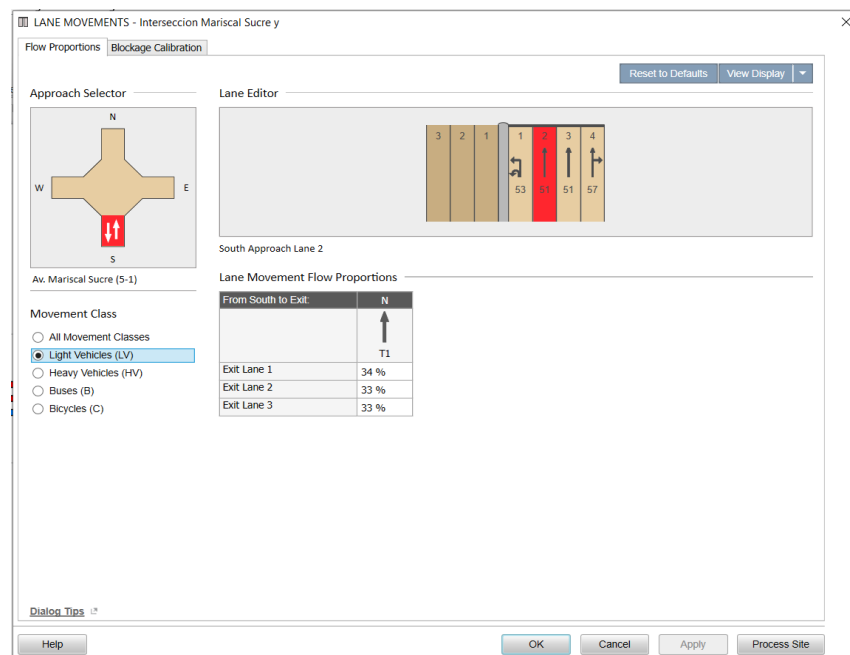 LANE MOVEMENTS - Interseccion Mariscal Sucre y
Flow Proportions Blockage Calibration
Reset to Defaults View Display
Approach Selector
N
W E
S
Av. Mariscal Sucre (5-1)
Movement Class
All Movement Classes
Light Vehicles (LV)
Heavy Vehicles (HV)
Buses (B)
Bicycles (C)
Lane Editor
3 2 1 1 2 3 4
53 51 51 57
South Approach Lane 2
Lane Movement Flow Proportions
From South to Exit: N
T1
Exit Lane 1 34 %
Exit Lane 2 33 %
Exit Lane 3 33 %
Dialog Tips
Help OK Cancel Apply Process Site